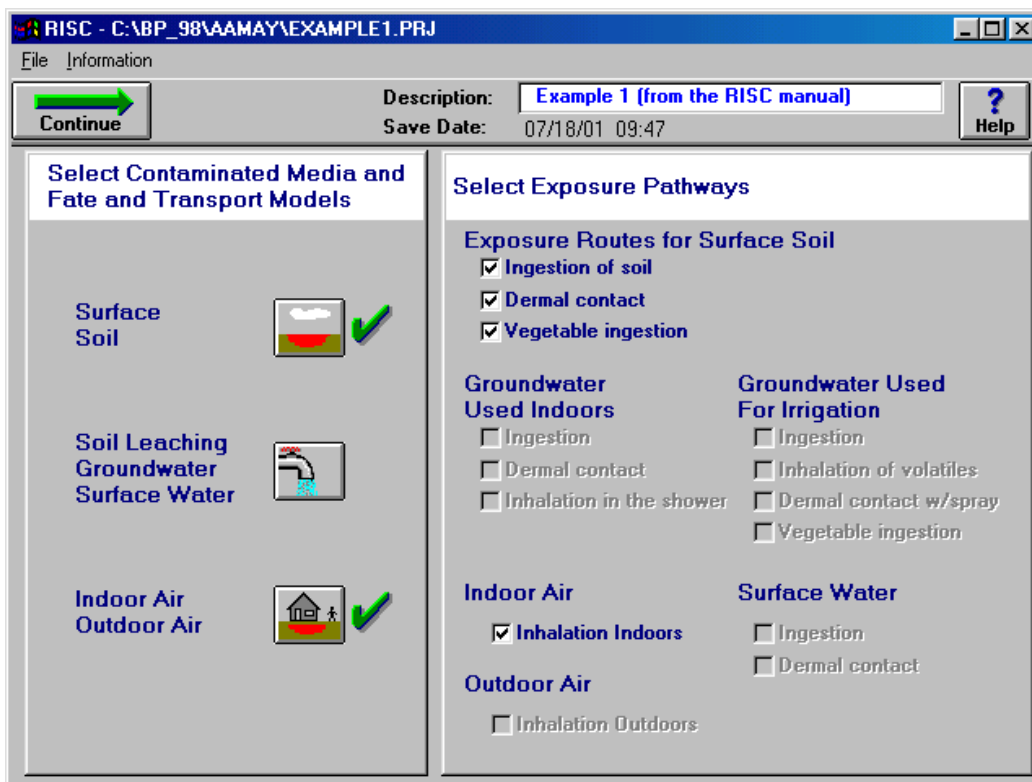 RISC - C:\BP_98\AAMAY\EXAMPLE1.PRJ
File Information
Continue
Description: Example 1 (from the RISC manual)
Save Date: 07/18/01 09:47
? Help
Select Contaminated Media and
Fate and Transport Models
Surface
Soil
Soil Leaching
Groundwater
Surface Water
Indoor Air
Outdoor Air
Select Exposure Pathways
Exposure Routes for Surface Soil
Ingestion of soil
Dermal contact
Vegetable ingestion
Groundwater
Used Indoors
Ingestion
Dermal contact
Inhalation in the shower
Groundwater Used
For Irrigation
Ingestion
Inhalation of volatiles
Dermal contact w/spray
Vegetable ingestion
Indoor Air
Inhalation Indoors
Surface Water
Ingestion
Dermal contact
Outdoor Air
Inhalation Outdoors